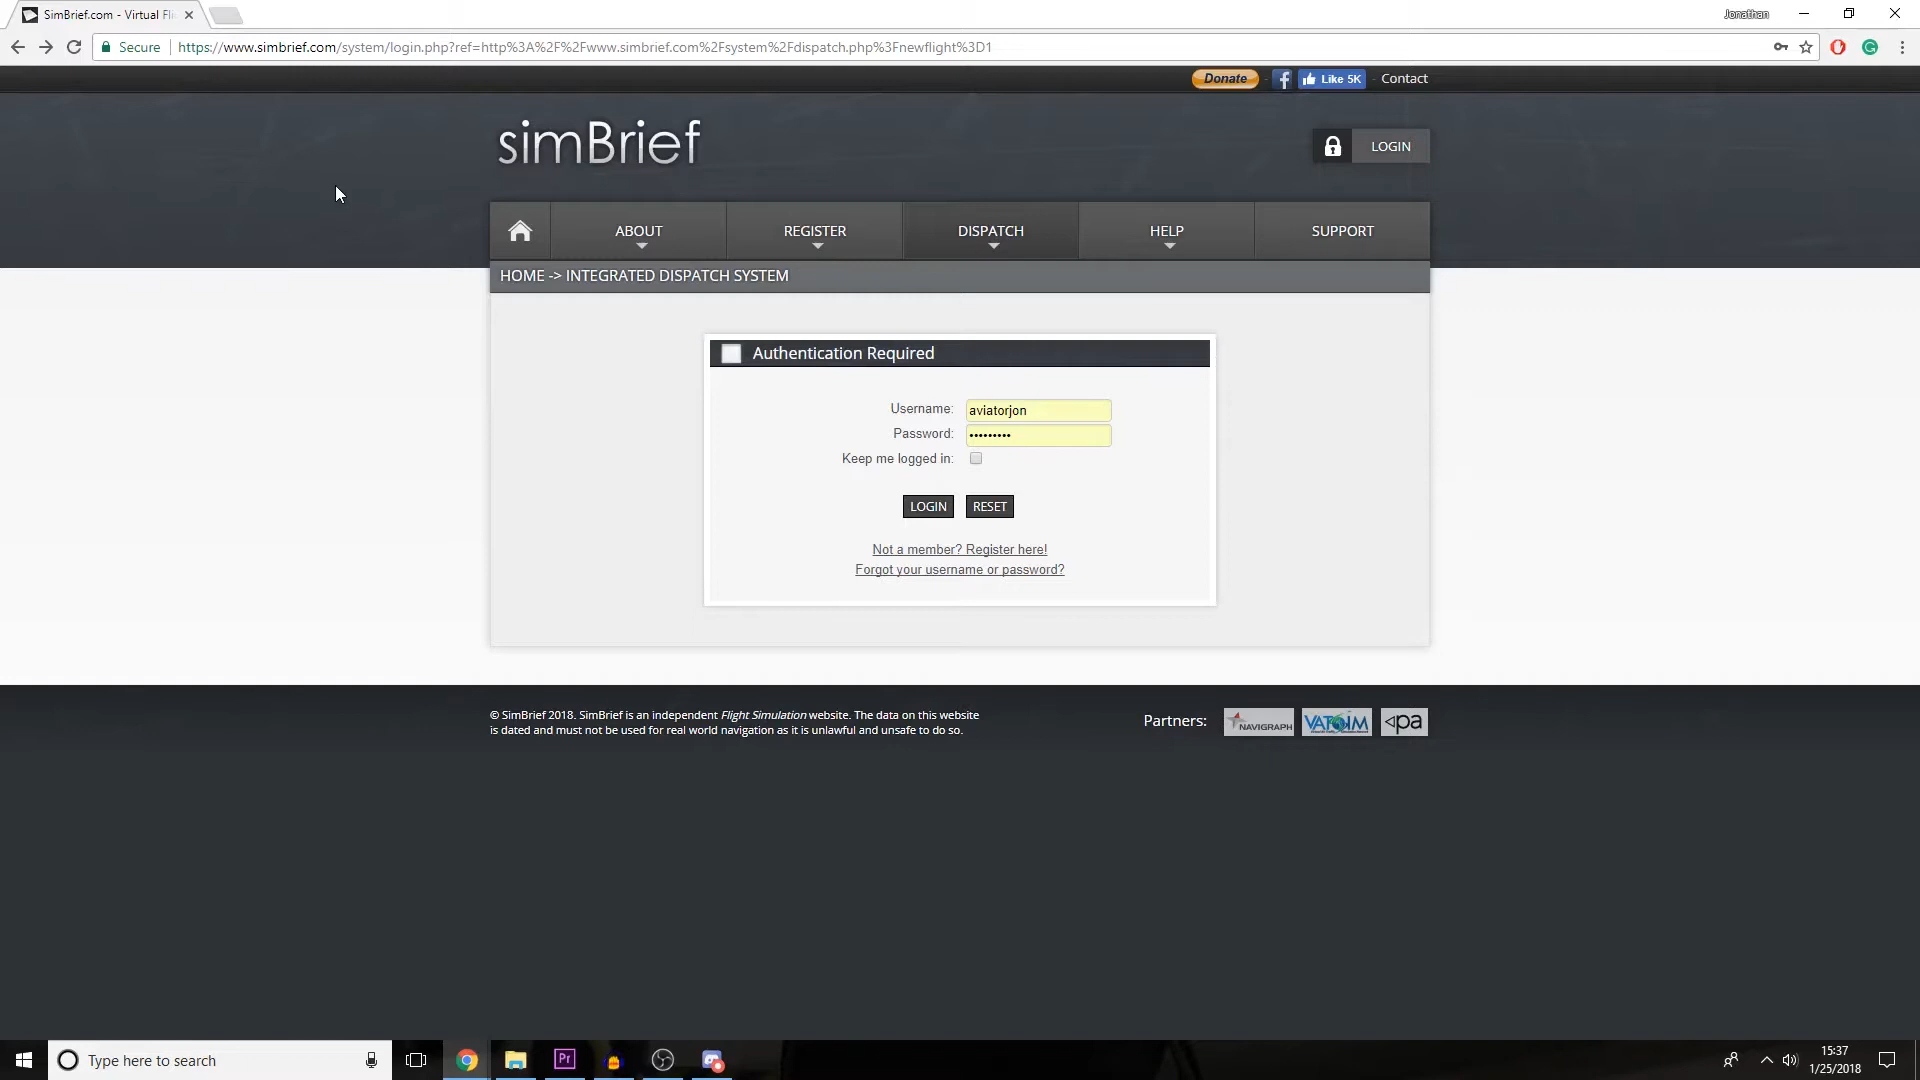 SimBrief.com - Virtual Fli
Jonathan
Secure
https://www.simbrief.com/system/login.php?ref=http%3A%2F%2Fwww.simbrief.com%2Fsystem%2Fdispatch.php%3Fnewflight%3D1
Donate
Like 5K
Contact
simBrief
LOGIN
ABOUT
REGISTER
DISPATCH
HELP
SUPPORT
HOME -> INTEGRATED DISPATCH SYSTEM
Authentication Required
Username: aviatorjon
Password: •••••••••
Keep me logged in:
LOGIN RESET
Not a member? Register here!
Forgot your username or password?
© SimBrief 2018. SimBrief is an independent Flight Simulation website. The data on this website
is dated and must not be used for real world navigation as it is unlawful and unsafe to do so.
Partners: NAVIGRAPH VATSIM pa
Type here to search
Pr
15:37
1/25/2018